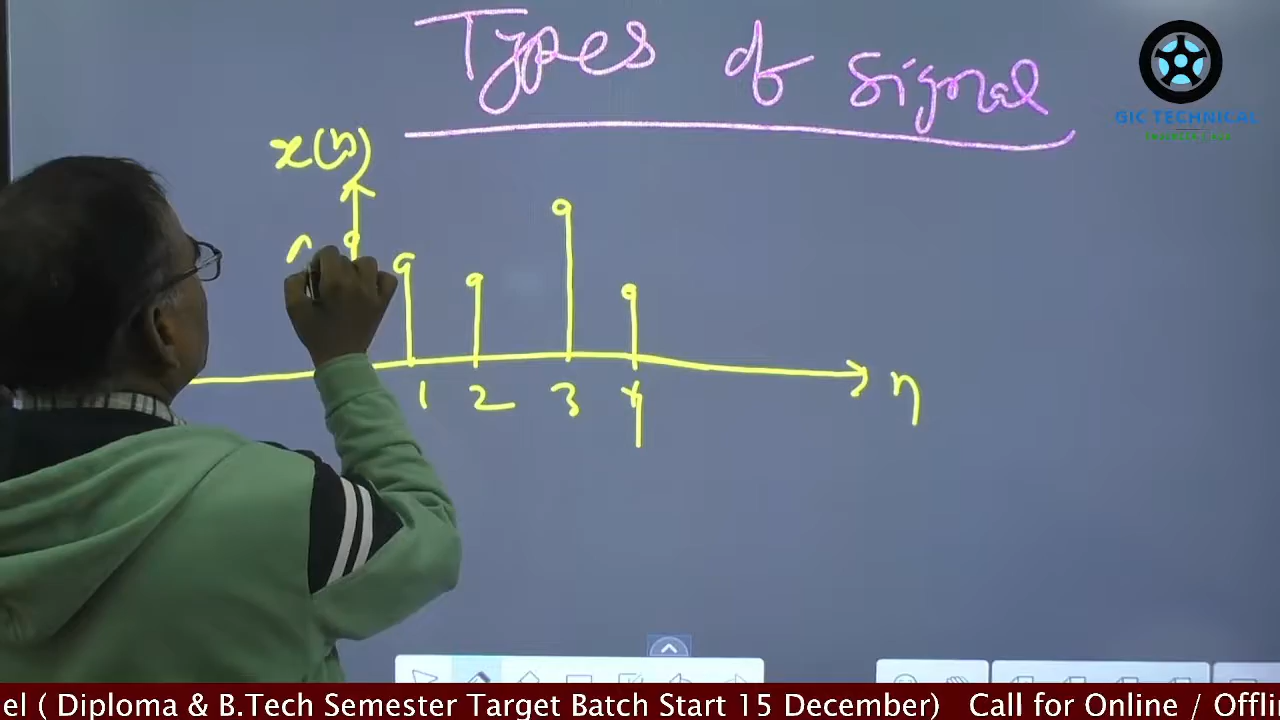 Types of Signal
GIC TECHNICAL
x(n)
1 2 3 4
n
el ( Diploma & B.Tech Semester Target Batch Start 15 December) Call for Online / Offli